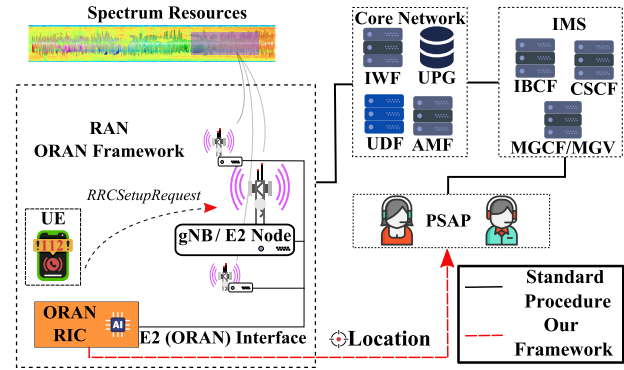 Spectrum Resources
RAN
ORAN Framework
RRCSetupRequest
UE
112
gNB / E2 Node
ORAN
RIC
AI
E2 (ORAN) Interface
Core Network
IWF
UPG
UDF
AMF
IMS
IBCF
CSCF
MGCF/MGV
PSAP
Location
Standard
Procedure
Our
Framework